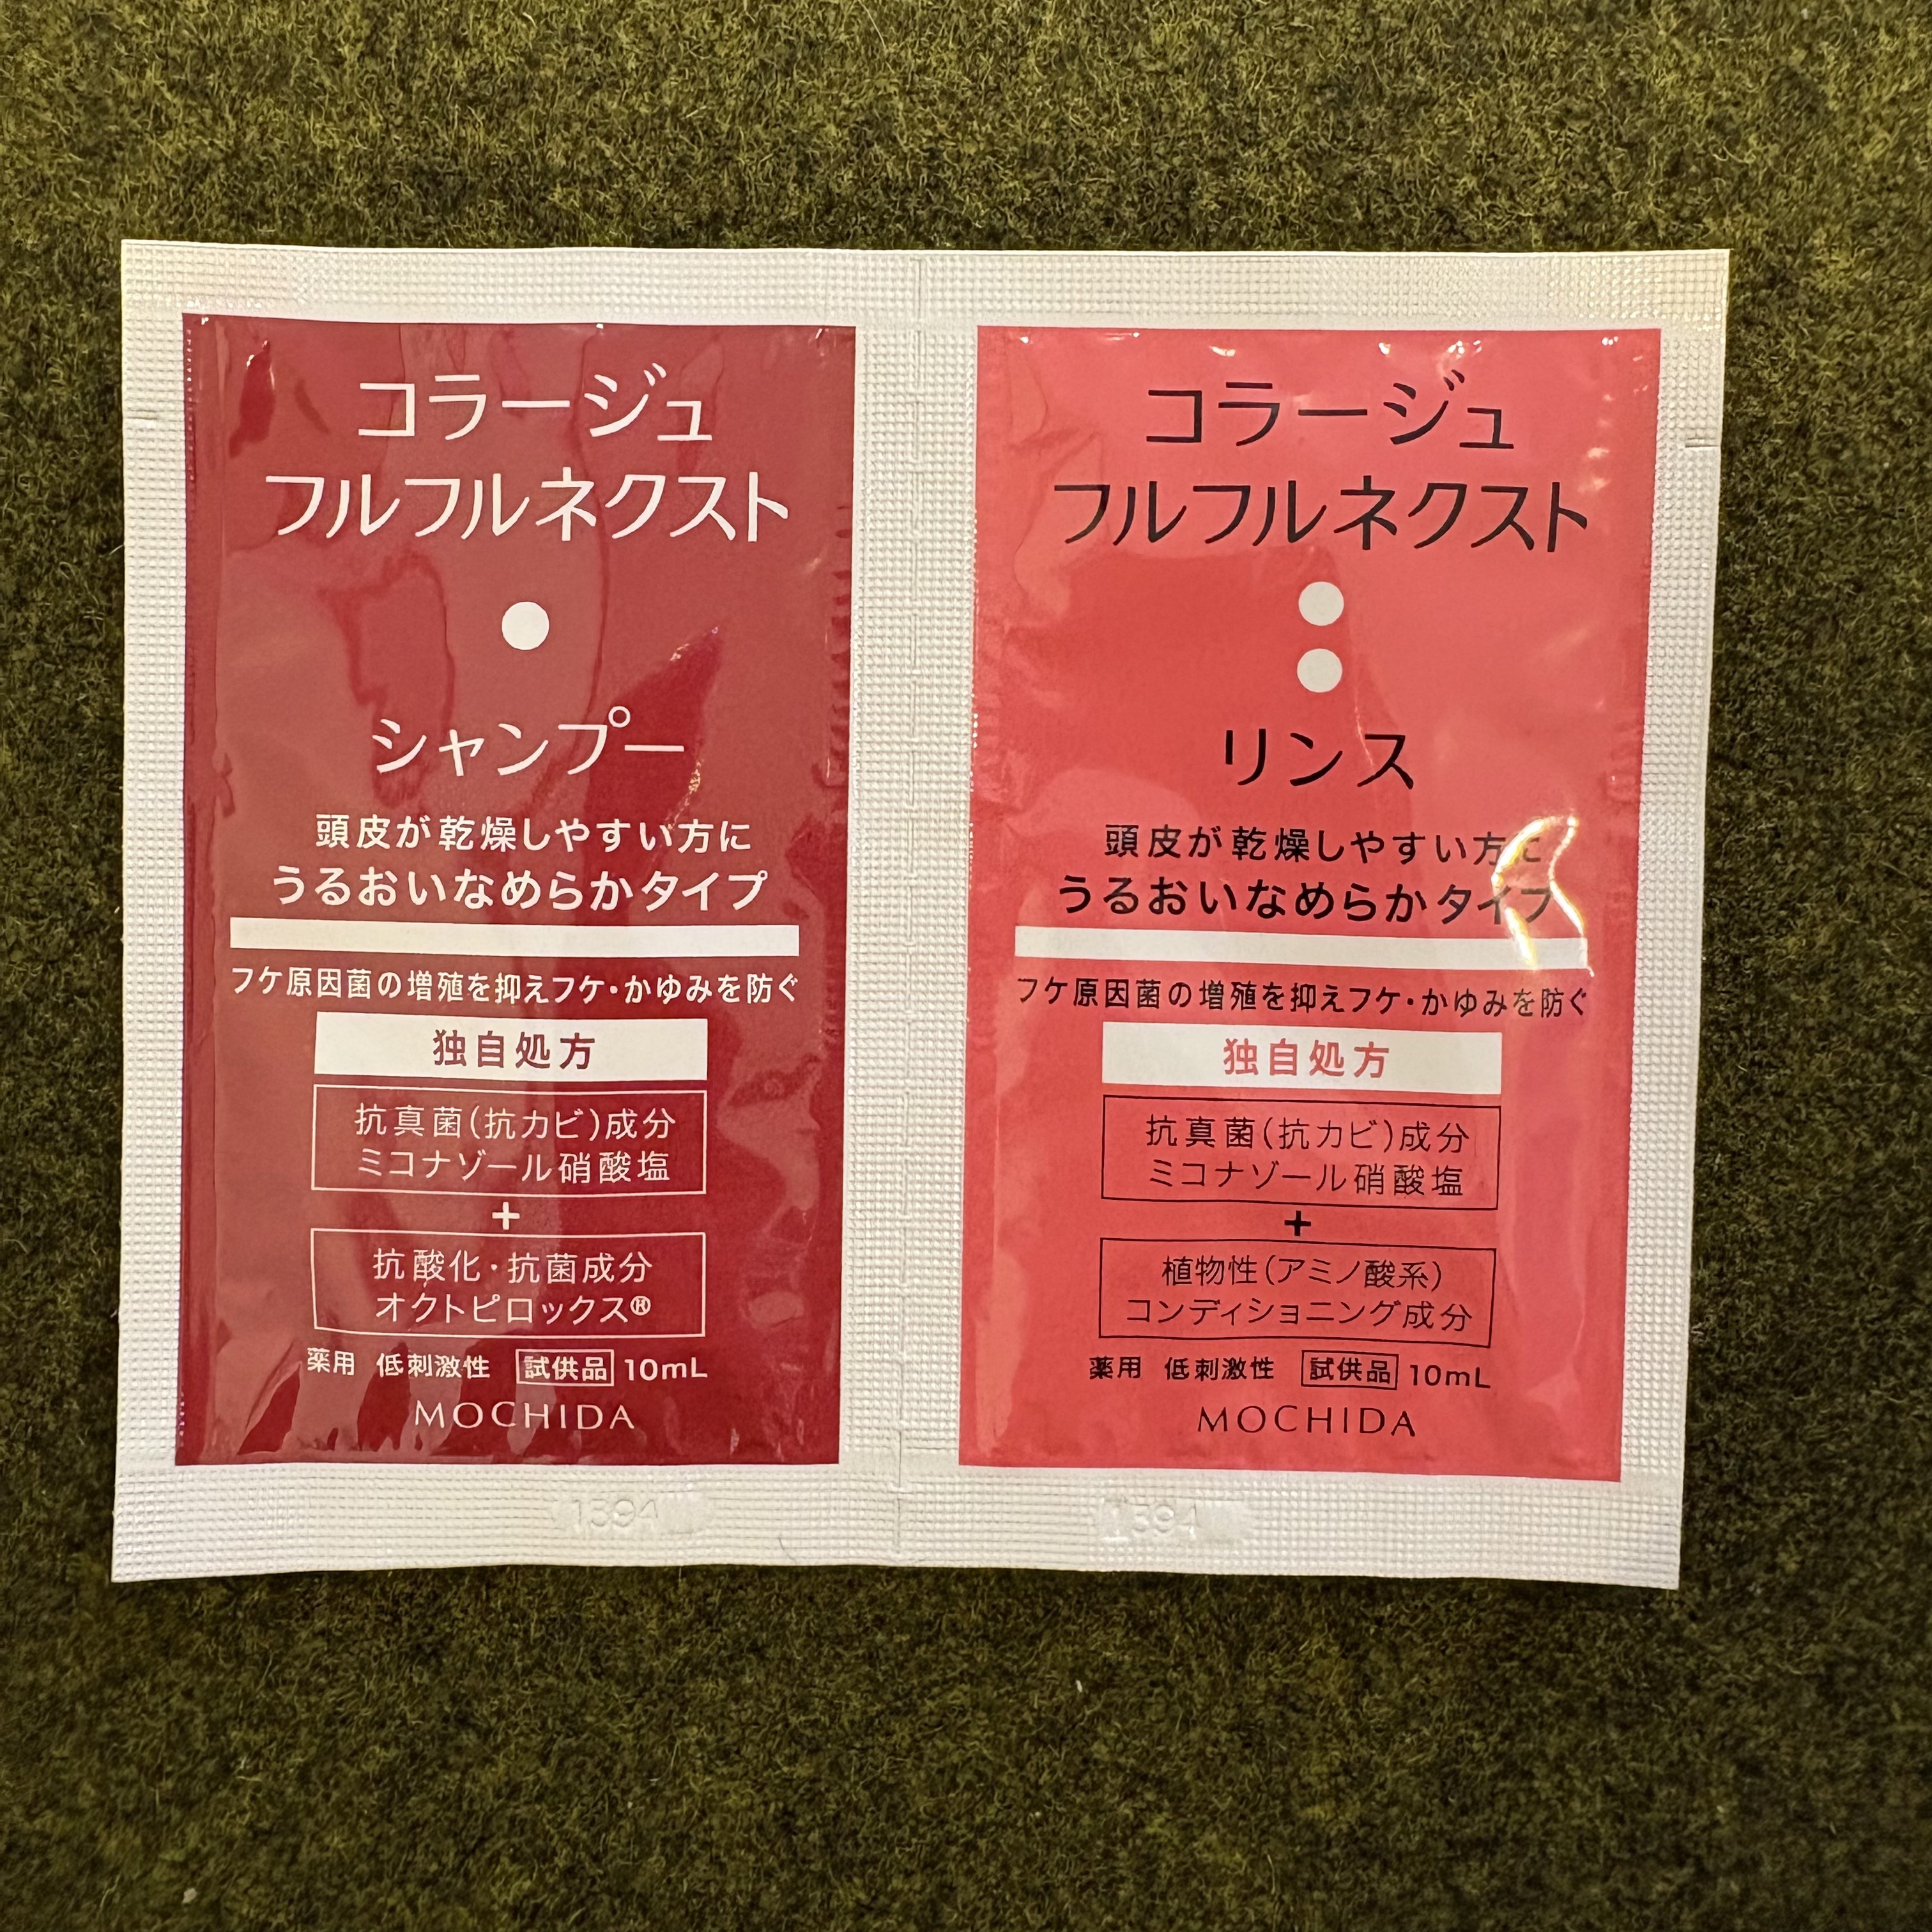 コラージュ
フルフルネクスト
シャンプー
頭皮が乾燥しやすい方に
うるおいなめらかタイプ
フケ原因菌の増殖を抑えフケ・かゆみを防ぐ
独自処方
抗真菌(抗カビ)成分
ミコナゾール硝酸塩
+
抗酸化・抗菌成分
オクトピロックス®
薬用 低刺激性 試供品 10mL
MOCHIDA
1394
コラージュ
フルフルネクスト
リンス
頭皮が乾燥しやすい方に
うるおいなめらかタイプ
フケ原因菌の増殖を抑えフケ・かゆみを防ぐ
独自処方
抗真菌(抗カビ)成分
ミコナゾール硝酸塩
+
植物性(アミノ酸系)
コンディショニング成分
薬用 低刺激性 試供品 10mL
MOCHIDA
1394